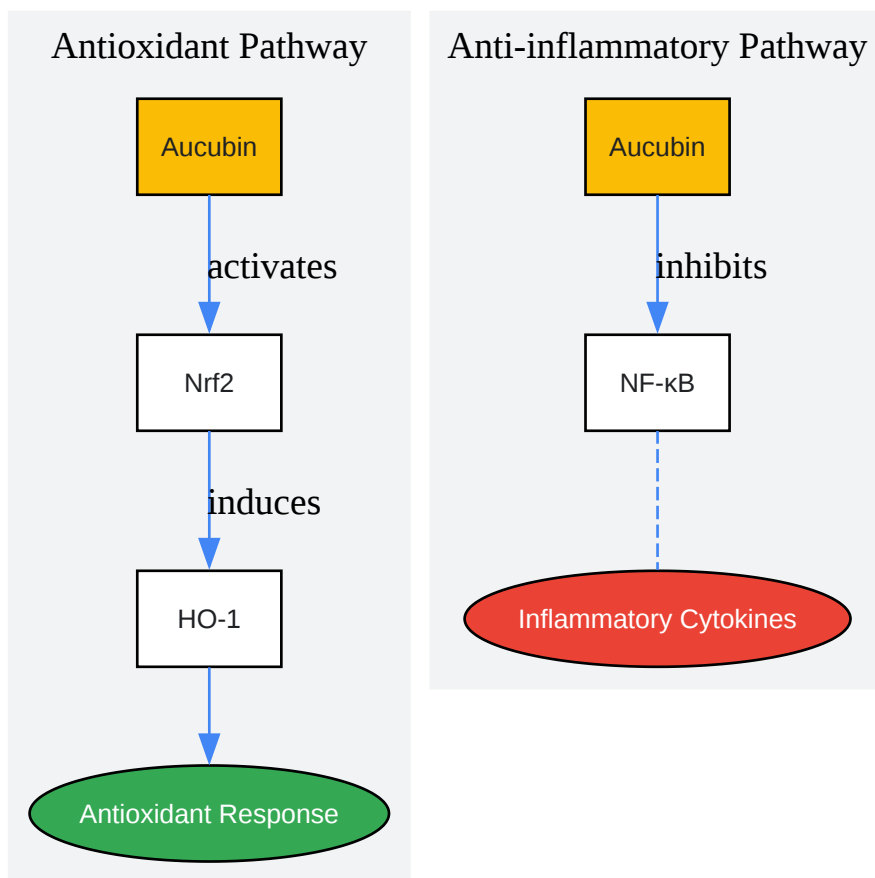 Antioxidant Pathway
Aucubin
activates
Nrf2
induces
HO-1
Antioxidant Response
Anti-inflammatory Pathway
Aucubin
inhibits
NF-κB
Inflammatory Cytokines